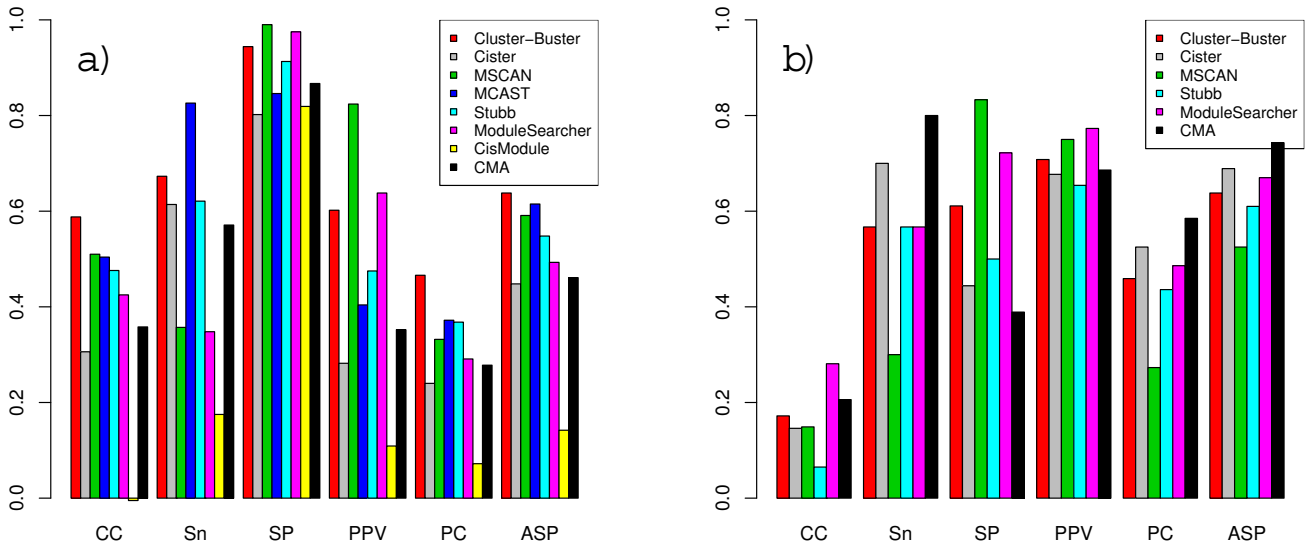 a)
Cluster-Buster
Cister
MSCAN
MCAST
Stubb
ModuleSearcher
CisModule
CMA
0.0
0.2
0.4
0.6
0.8
1.0
CC Sn SP PPV PC ASP
b)
Cluster-Buster
Cister
MSCAN
Stubb
ModuleSearcher
CMA
0.0
0.2
0.4
0.6
0.8
1.0
CC Sn SP PPV PC ASP